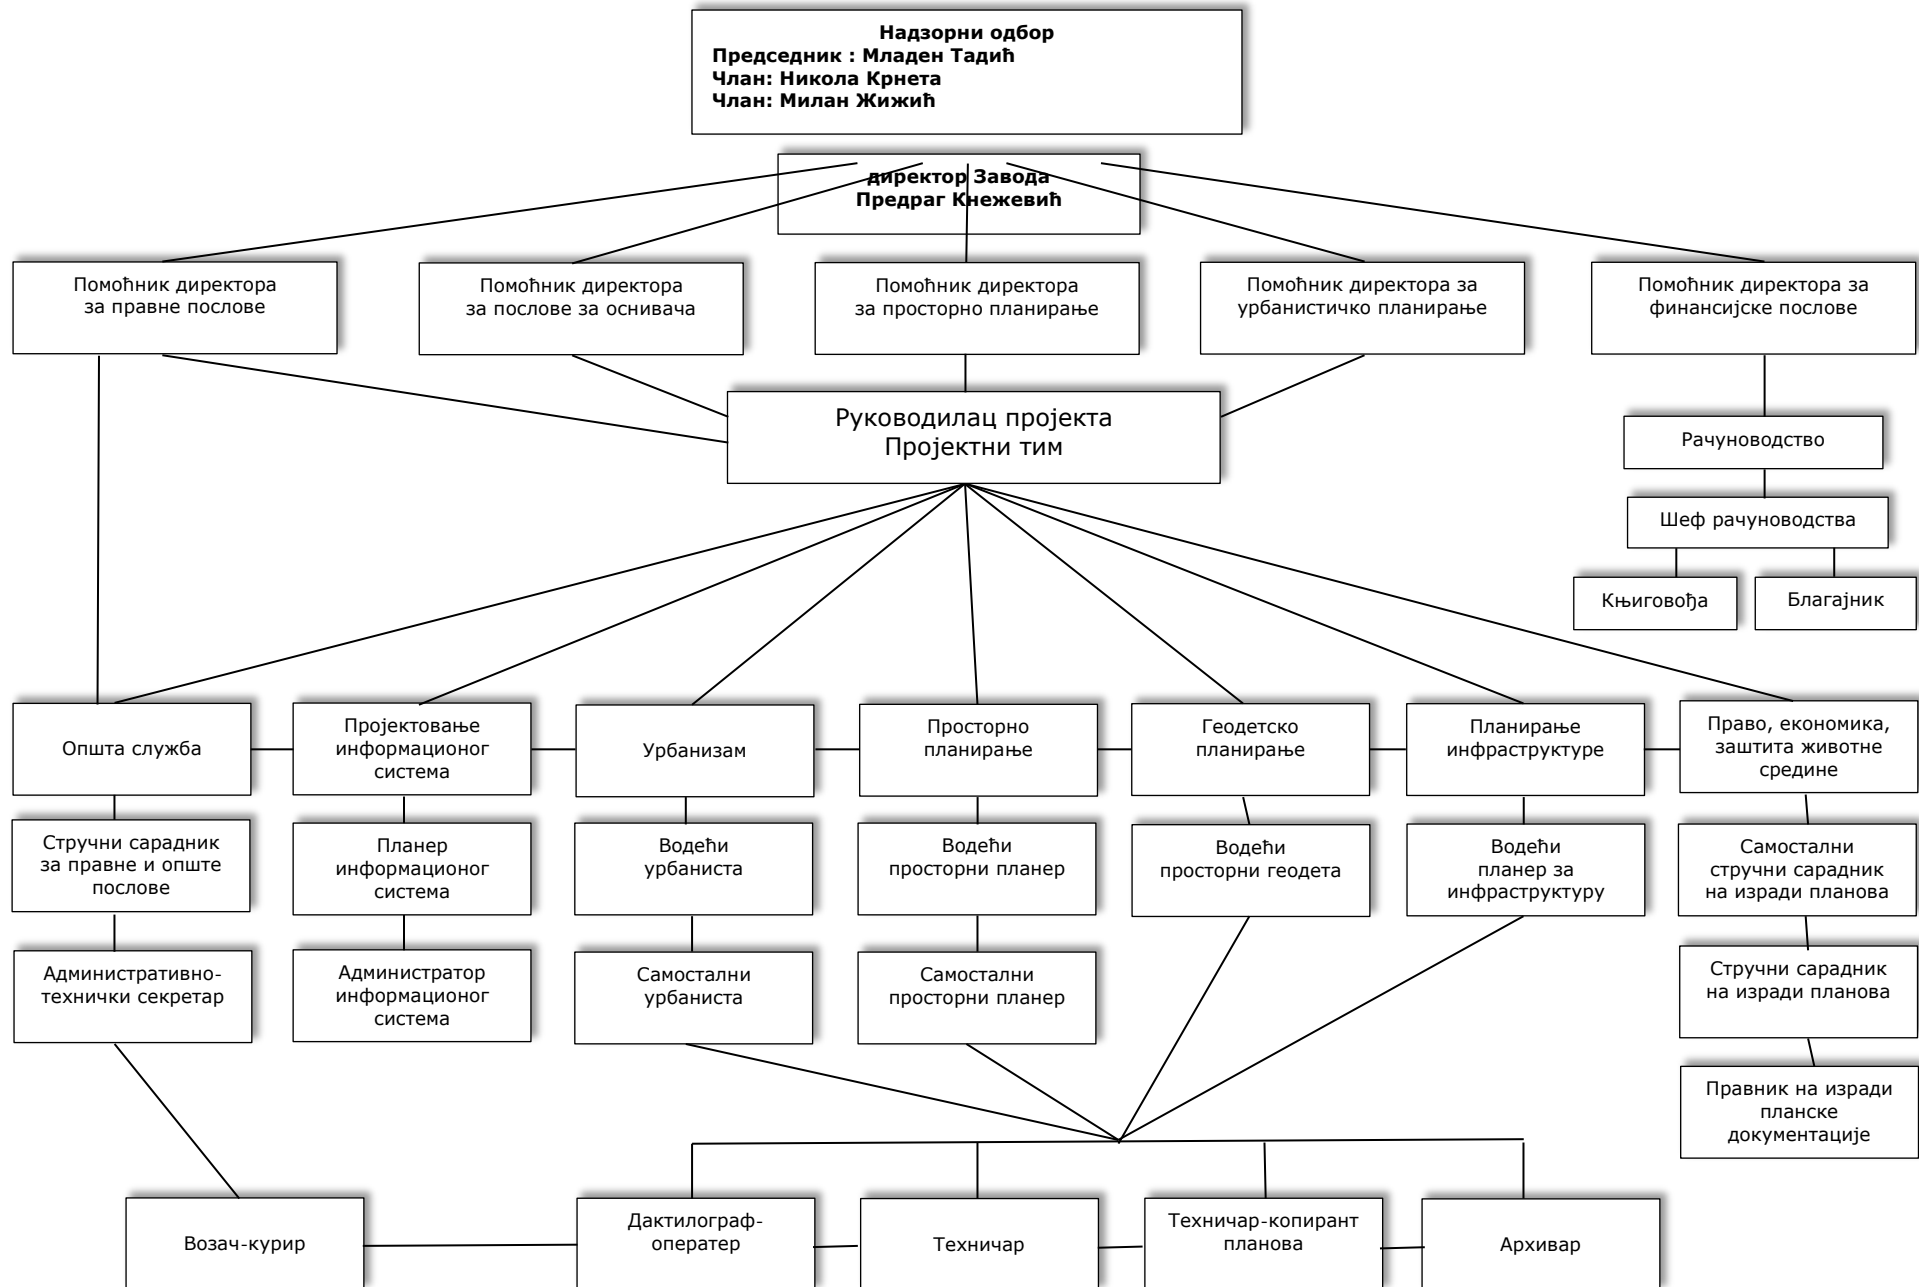 Надзорни одбор
Председник : Младен Тадић
Члан: Никола Крнета
Члан: Милан Жижић
директор Завода
Предраг Кнежевић
Помоћник директора
за правне послове
Помоћник директора
за послове за оснивача
Помоћник директора
за просторно планирање
Помоћник директора за
урбанистичко планирање
Помоћник директора за
финансијске послове
Руководилац пројекта
Пројектни тим
Рачуноводство
Шеф рачуноводства
Књиговођа
Благајник
Општа служба
Пројектовање
информационог
система
Урбанизам
Просторно
планирање
Геодетско
планирање
Планирање
инфраструктуре
Право, економика,
заштита животне
средине
Стручни сарадник
за правне и опште
послове
Планер
информационог
система
Водећи
урбаниста
Водећи
просторни планер
Водећи
просторни геодета
Водећи
планер за
инфраструктуру
Самостални
стручни сарадник
на изради планова
Административно-
технички секретар
Администратор
информационог
система
Самостални
урбаниста
Самостални
просторни планер
Стручни сарадник
на изради планова
Правник на изради
планске
документације
Возач-курир
Дактилограф-
оператер
Техничар
Техничар-копирант
планова
Архивар